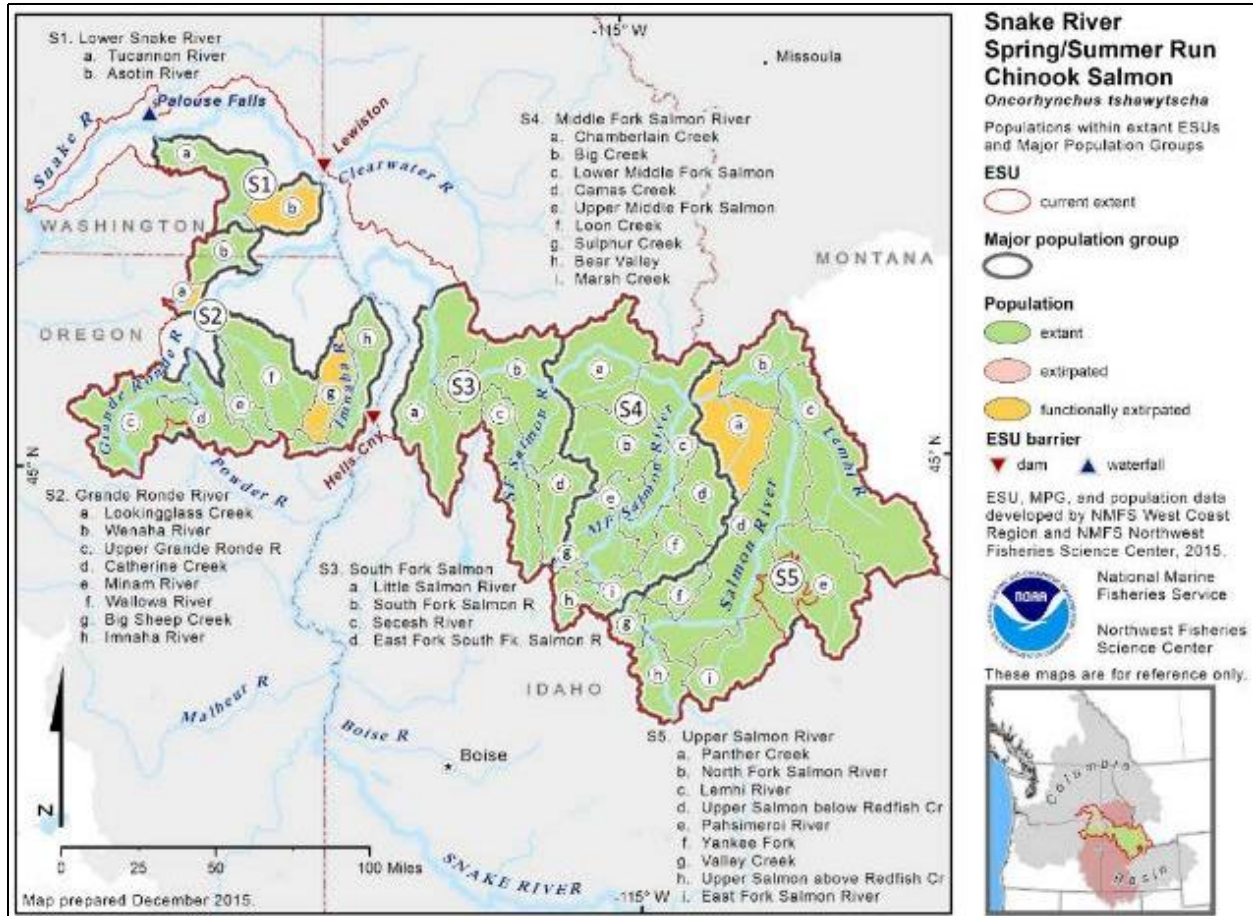 S1. Lower Snake River
a. Tucannon River
b. Asotin River
-115° W
Missoula
Palouse Falls
Lewiston
Snake R
Clearwater R
S4. Middle Fork Salmon River
a. Chamberlain Creek
b. Big Creek
c. Lower Middle Fork Salmon
d. Camas Creek
e. Upper Middle Fork Salmon
f. Loon Creek
g. Sulphur Creek
h. Bear Valley
i. Marsh Creek
a
S1
b
WASHINGTON
b
a
S2
OREGON
MONTANA
Grande Ronde R
c
d
e
f
g
Imnaha R
h
Hells Cny
45° N
Powder R
a
S3
b
c
SF Salmon R
d
g
h
i
a
S4
b
c
MF Salmon River
e
d
f
a
b
c
Lemhi R
d
Salmon River
S5
e
f
g
h
i
45° N
S2. Grande Ronde River
a. Lookingglass Creek
b. Wenaha River
c. Upper Grande Ronde R
d. Catherine Creek
e. Minam River
f. Wallowa River
g. Big Sheep Creek
h. Imnaha River
S3. South Fork Salmon
a. Little Salmon River
b. South Fork Salmon R
c. Secesh River
d. East Fork South Fk. Salmon R
IDAHO
Malheur R
Boise R
Boise
S5. Upper Salmon River
a. Panther Creek
b. North Fork Salmon River
c. Lemhi River
d. Upper Salmon below Redfish Cr
e. Pahsimeroi River
f. Yankee Fork
g. Valley Creek
h. Upper Salmon above Redfish Cr
i. East Fork Salmon River
N
0 25 50 100 Miles
SNAKE RIVER
-115° W
Map prepared December 2015.
Snake River
Spring/Summer Run
Chinook Salmon
Oncorhynchus tshawytscha
Populations within extant ESUs
and Major Population Groups
ESU
current extent
Major population group
Population
extant
extirpated
functionally extirpated
ESU barrier
dam
waterfall
ESU, MPG, and population data
developed by NMFS West Coast
Region and NMFS Northwest
Fisheries Science Center, 2015.
NOAA
National Marine
Fisheries Service
Northwest Fisheries
Science Center
These maps are for reference only.
Columbia
Basin